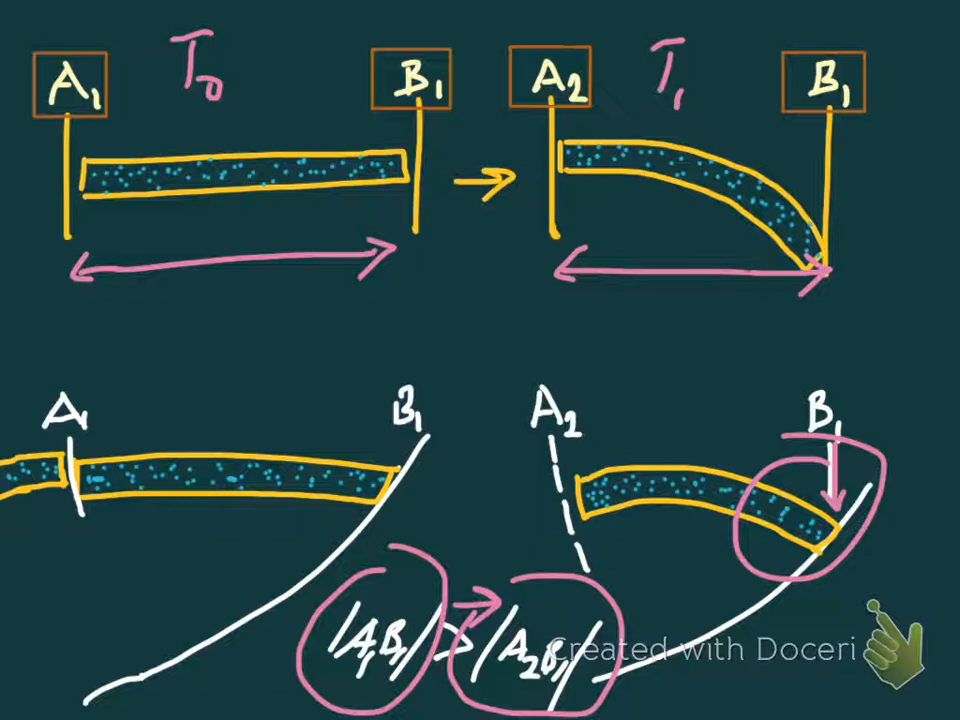 A₁ T₀ B₁ A₂ T₁ B₁
A₁ B₁ A₂ B₁
/A₁B₁/ > /A₂B₁/
Created with Doceri